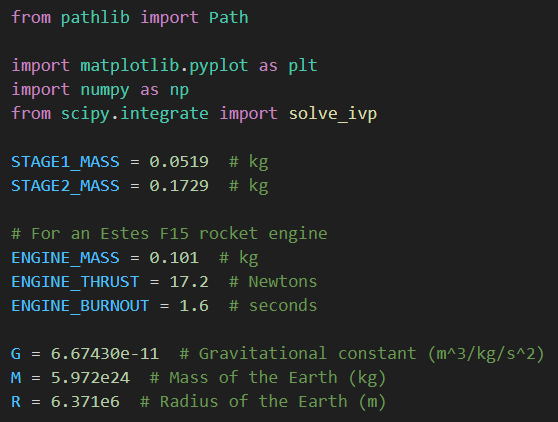 from pathlib import Path
import matplotlib.pyplot as plt
import numpy as np
from scipy.integrate import solve_ivp
STAGE1_MASS = 0.0519  # kg
STAGE2_MASS = 0.1729  # kg
# For an Estes F15 rocket engine
ENGINE_MASS = 0.101  # kg
ENGINE_THRUST = 17.2  # Newtons
ENGINE_BURNOUT = 1.6  # seconds
G = 6.67430e-11  # Gravitational constant (m^3/kg/s^2)
M = 5.972e24  # Mass of the Earth (kg)
R = 6.371e6  # Radius of the Earth (m)